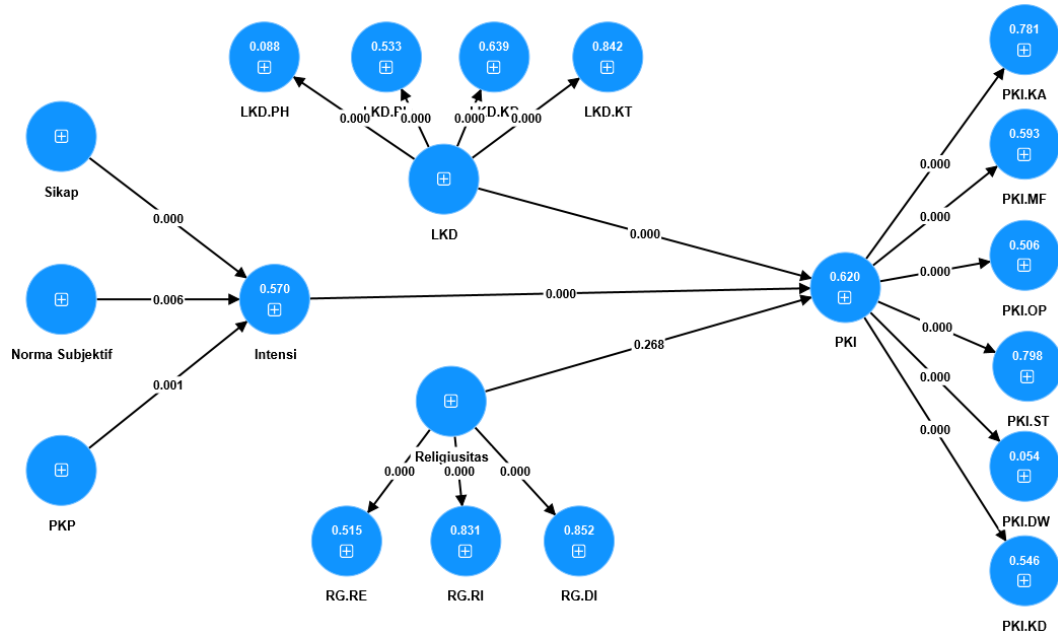 0.088
0.533
0.639
0.842
0.781
LKD.PH
LKD.KT
PKI.KA
0.000
0.000
0.000
0.000
0.593
Sikap
LKD
PKI.MF
0.000
0.000
0.000
0.000
0.506
PKI.OP
0.000
0.570
0.006
0.000
0.620
Norma Subjektif
Intensi
PKI
0.000
0.798
PKI.ST
0.001
0.268
0.000
0.000
Religiusitas
0.000
0.000
0.000
0.054
PKI.DW
PKP
0.515
0.831
0.852
0.546
RG.RE
RG.RI
RG.DI
PKI.KD